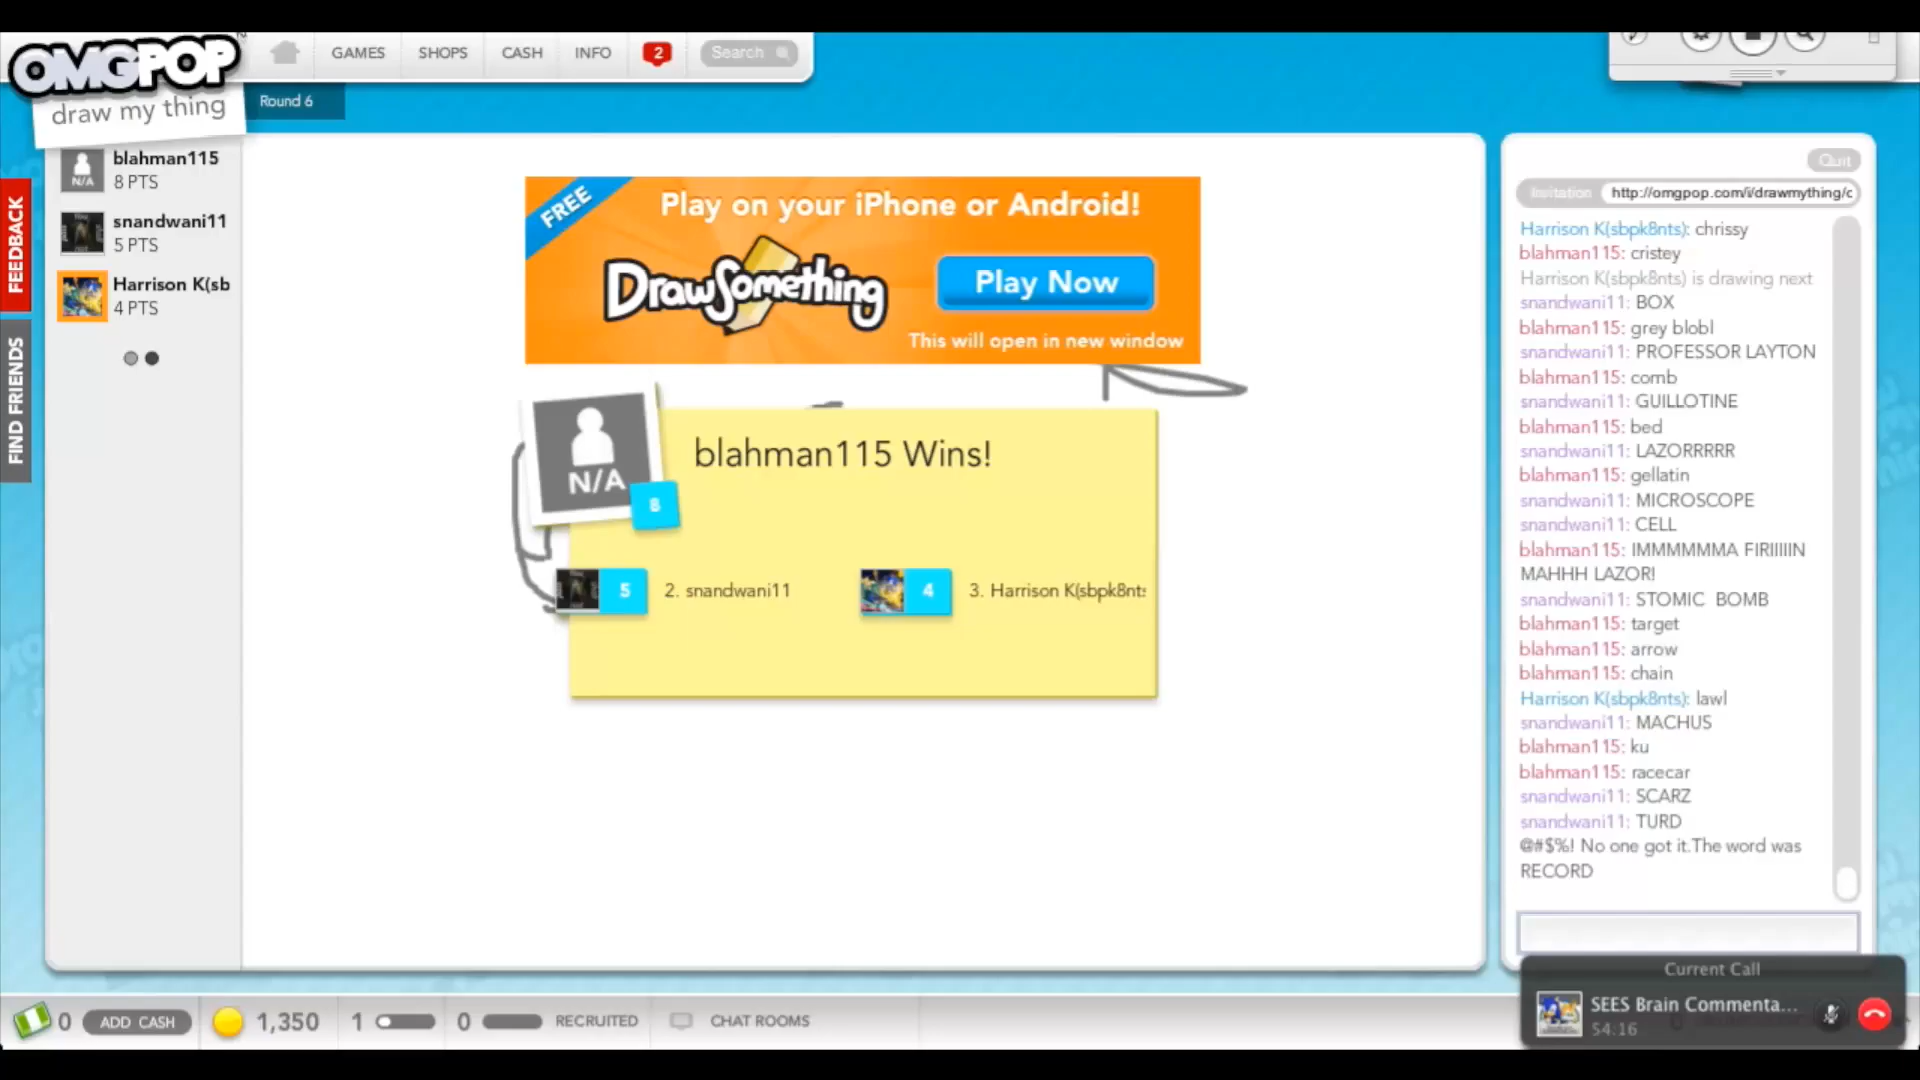 OMGPOP
draw my thing
GAMES
SHOPS
CASH
INFO
2
Search
Round 6
FEEDBACK
FIND FRIENDS
blahman115
8 PTS
N/A
snandwani11
5 PTS
Harrison K(sb
4 PTS
FREE
Play on your iPhone or Android!
DrawSomething
Play Now
This will open in new window
N/A
8
blahman115 Wins!
5
2. snandwani11
4
3. Harrison K(sbpk8nts
Quit
Invitation
http://omgpop.com/i/drawmything/c
Harrison K(sbpk8nts): chrissy
blahman115: cristey
Harrison K(sbpk8nts) is drawing next
snandwani11: BOX
blahman115: grey blobl
snandwani11: PROFESSOR LAYTON
blahman115: comb
snandwani11: GUILLOTINE
blahman115: bed
snandwani11: LAZORRRRR
blahman115: gellatin
snandwani11: MICROSCOPE
snandwani11: CELL
blahman115: IMMMMMMA FIRIIIIIN
MAHHH LAZOR!
snandwani11: STOMIC BOMB
blahman115: target
blahman115: arrow
blahman115: chain
Harrison K(sbpk8nts): lawl
snandwani11: MACHUS
blahman115: ku
blahman115: racecar
snandwani11: SCARZ
snandwani11: TURD
@#$%! No one got it.The word was
RECORD
0
ADD CASH
1,350
1
0
RECRUITED
CHAT ROOMS
Current Call
SEES Brain Commenta...
54:16